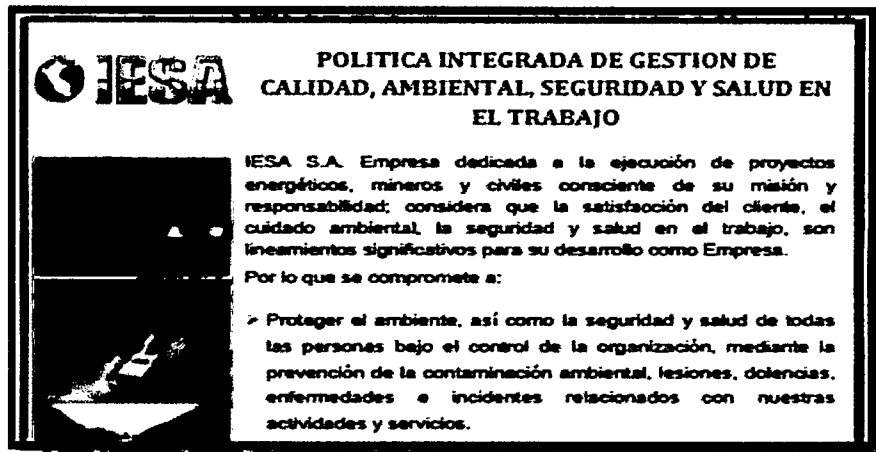 IESA
POLITICA INTEGRADA DE GESTION DE
CALIDAD, AMBIENTAL, SEGURIDAD Y SALUD EN
EL TRABAJO
IESA S.A. Empresa dedicada a la ejecución de proyectos
energéticos, mineros y civiles consciente de su misión y
responsabilidad; considera que la satisfacción del cliente, el
cuidado ambiental, la seguridad y salud en el trabajo, son
lineamientos significativos para su desarrollo como Empresa.
Por lo que se compromete a:
➢ Proteger el ambiente, así como la seguridad y salud de todas
las personas bajo el control de la organización, mediante la
prevención de la contaminación ambiental, lesiones, dolencias,
enfermedades e incidentes relacionados con nuestras
actividades y servicios.